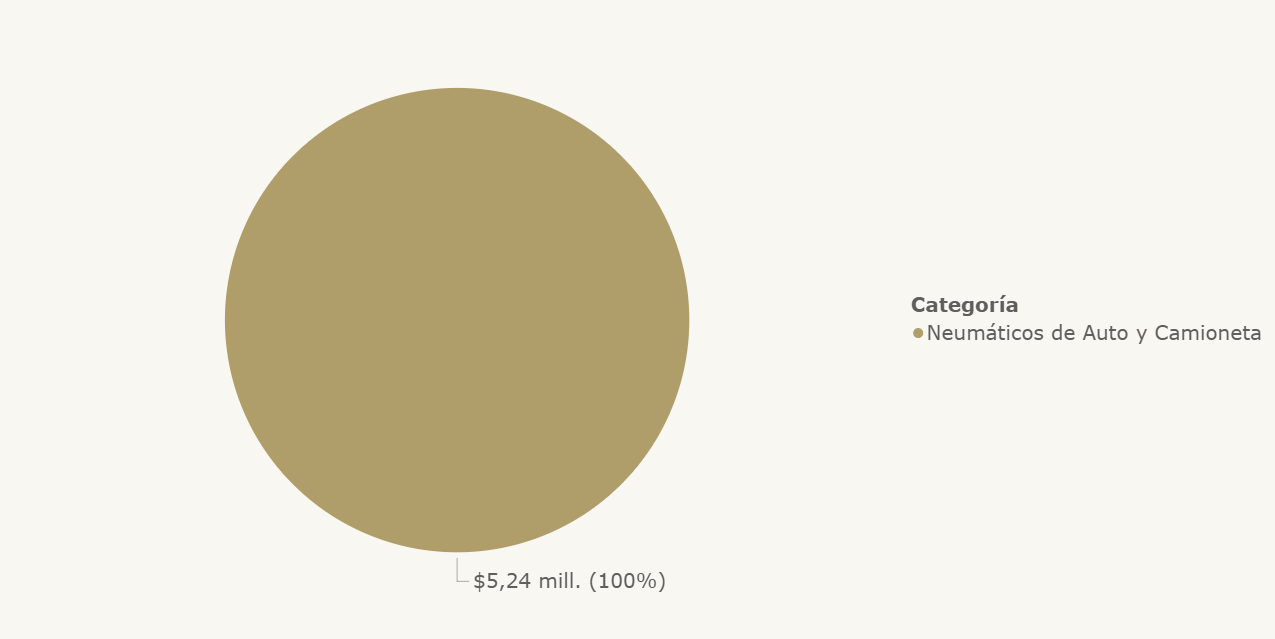 Categoría
Neumáticos de Auto y Camioneta
$5,24 mill. (100%)